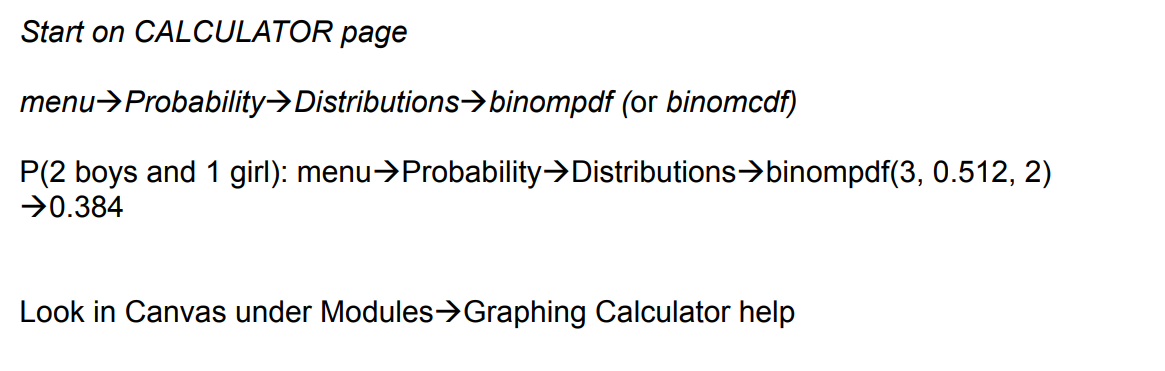 Start on CALCULATOR page
menu→Probability→Distributions→binompdf (or binomcdf)
P(2 boys and 1 girl): menu→Probability→Distributions→binompdf(3, 0.512, 2)
→0.384
Look in Canvas under Modules→Graphing Calculator help